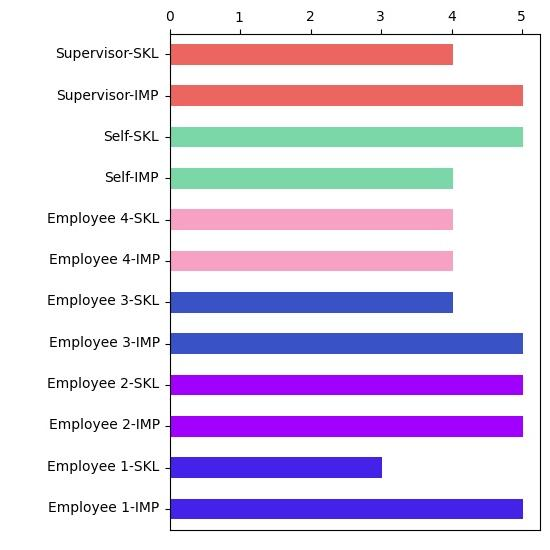 0 1 2 3 4 5
Supervisor-SKL
Supervisor-IMP
Self-SKL
Self-IMP
Employee 4-SKL
Employee 4-IMP
Employee 3-SKL
Employee 3-IMP
Employee 2-SKL
Employee 2-IMP
Employee 1-SKL
Employee 1-IMP